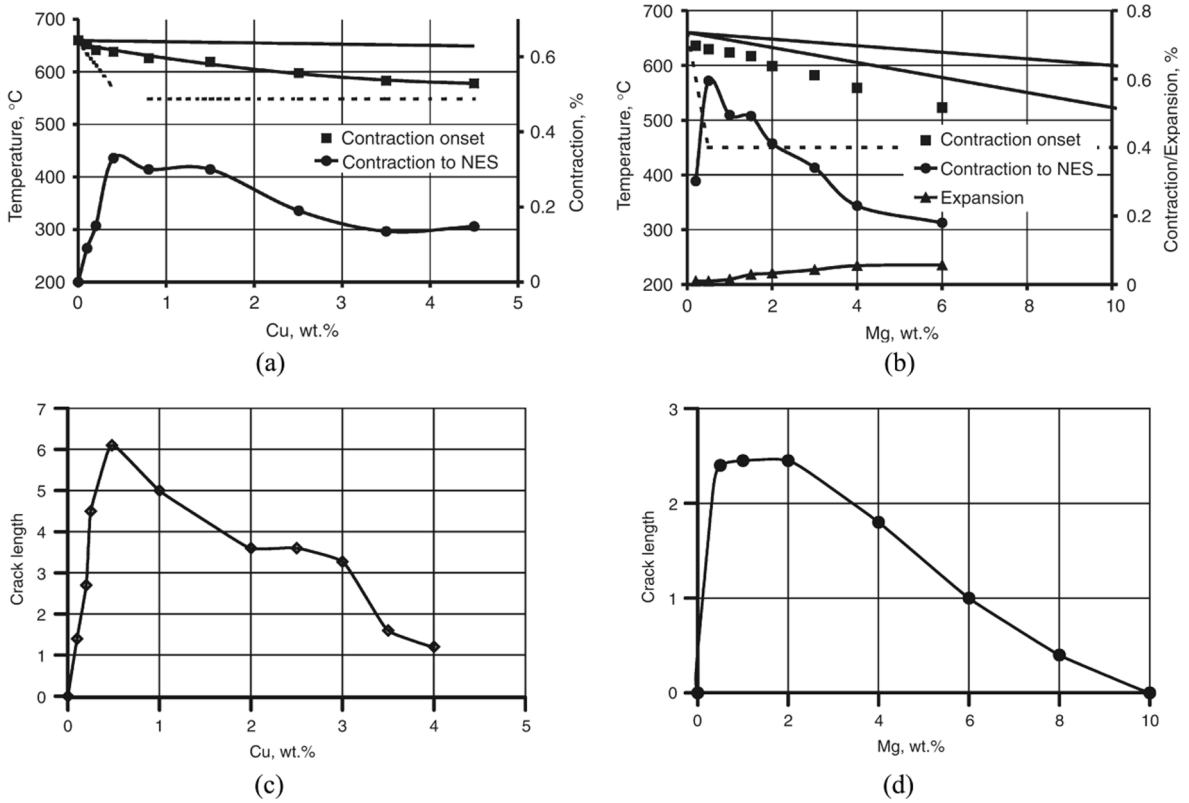 700
600
500
400
300
200
Temperature, °C
0.6
0.4
0.2
0
Contraction, %
Contraction onset
Contraction to NES
0 1 2 3 4 5
Cu, wt.%
(a)
700
600
500
400
300
200
Temperature, °C
0.8
0.6
0.4
0.2
0
Contraction/Expansion, %
Contraction onset
Contraction to NES
Expansion
0 2 4 6 8 10
Mg, wt.%
(b)
7
6
5
4
3
2
1
0
Crack length
0 1 2 3 4 5
Cu, wt.%
(c)
3
2
1
0
Crack length
0 2 4 6 8 10
Mg, wt.%
(d)